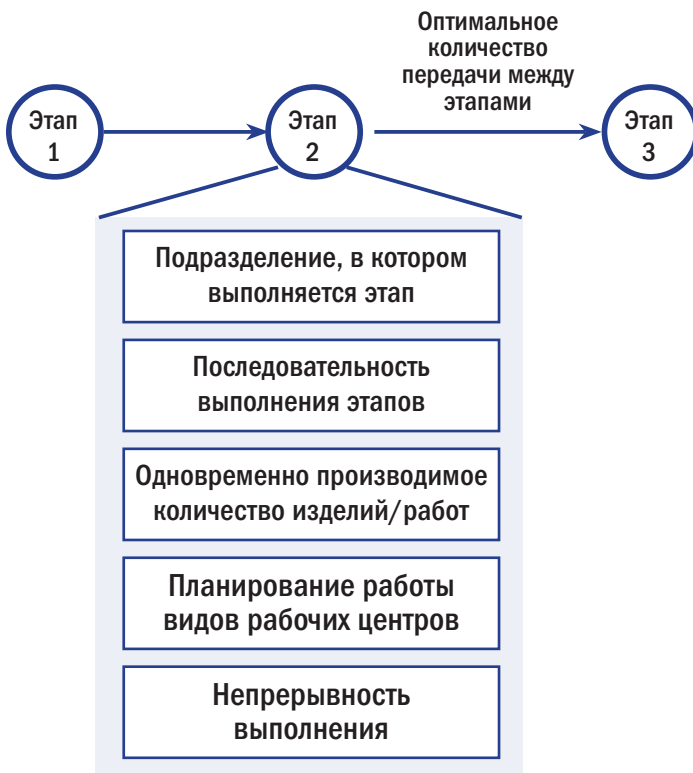 Оптимальное
количество
передачи между
этапами
Этап
1
Этап
2
Этап
3
Подразделение, в котором
выполняется этап
Последовательность
выполнения этапов
Одновременно производимое
количество изделий/работ
Планирование работы
видов рабочих центров
Непрерывность
выполнения